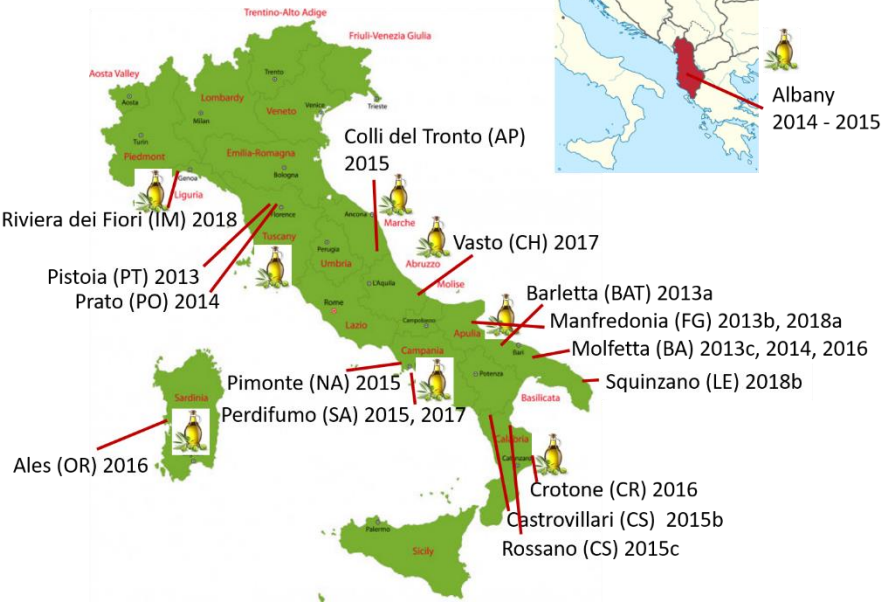 Trentino-Alto Adige
Friuli-Venezia Giulia
Aosta Valley
Trento
Aosta
Lombardy
Veneto
Venice
Trieste
Milan
Turin
Piedmont
Emilia-Romagna
Genoa
Bologna
Liguria
Albany
2014 - 2015
Colli del Tronto (AP)
2015
Riviera dei Fiori (IM) 2018
Florence
Ancona
Marche
Tuscany
Perugia
Umbria
Vasto (CH) 2017
Abruzzo
Pistoia (PT) 2013
Prato (PO) 2014
L'Aquila
Molise
Rome
Lazio
Campobasso
Barletta (BAT) 2013a
Apulia
Manfredonia (FG) 2013b, 2018a
Bari
Molfetta (BA) 2013c, 2014, 2016
Campania
Pimonte (NA) 2015
Potenza
Squinzano (LE) 2018b
Basilicata
Sardinia
Perdifumo (SA) 2015, 2017
Calabria
Catanzaro
Ales (OR) 2016
Crotone (CR) 2016
Castrovillari (CS) 2015b
Palermo
Rossano (CS) 2015c
Sicily